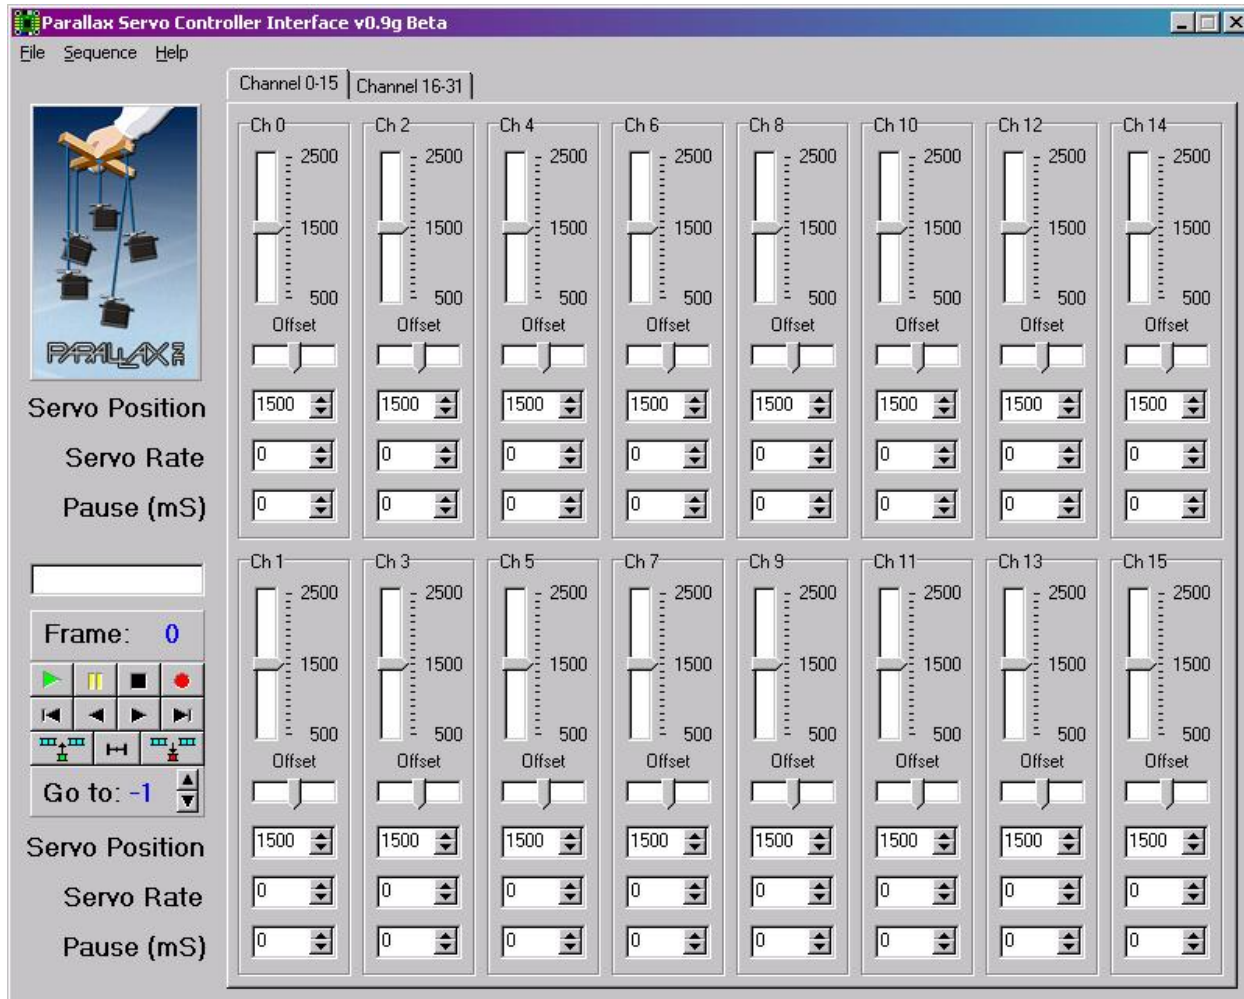 Parallax Servo Controller Interface v0.9g Beta
File Sequence Help
Channel 0-15 Channel 16-31
Ch 0 Ch 2 Ch 4 Ch 6 Ch 8 Ch 10 Ch 12 Ch 14
2500 2500 2500 2500 2500 2500 2500 2500
1500 1500 1500 1500 1500 1500 1500 1500
500 500 500 500 500 500 500 500
Offset Offset Offset Offset Offset Offset Offset Offset
PARALLAX INC
Servo Position 1500 1500 1500 1500 1500 1500 1500 1500
Servo Rate 0 0 0 0 0 0 0 0
Pause (mS) 0 0 0 0 0 0 0 0
Ch 1 Ch 3 Ch 5 Ch 7 Ch 9 Ch 11 Ch 13 Ch 15
2500 2500 2500 2500 2500 2500 2500 2500
Frame: 0
1500 1500 1500 1500 1500 1500 1500 1500
500 500 500 500 500 500 500 500
Offset Offset Offset Offset Offset Offset Offset Offset
Go to: -1
Servo Position 1500 1500 1500 1500 1500 1500 1500 1500
Servo Rate 0 0 0 0 0 0 0 0
Pause (mS) 0 0 0 0 0 0 0 0